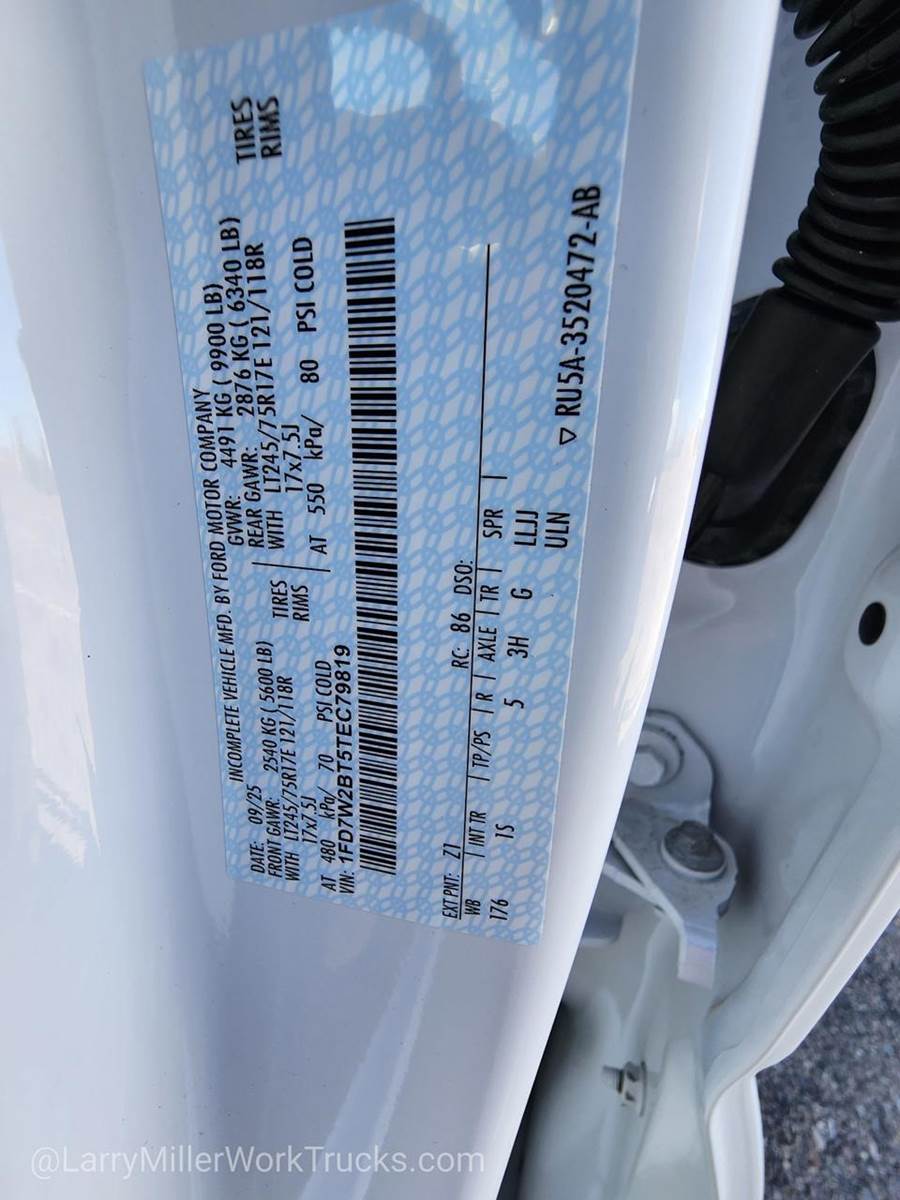 INCOMPLETE VEHICLE MFD. BY FORD MOTOR COMPANY
DATE: 09/25 GVWR: 4491 KG ( 9900 LB)
FRONT GAWR: 2540 KG ( 5600 LB) REAR GAWR: 2876 KG ( 6340 LB)
WITH LT245/75R17E 121/118R TIRES WITH LT245/75R17E 121/118R TIRES
17x7.5J RIMS 17x7.5J RIMS
AT 480 kPa/ 70 PSI COLD AT 550 kPa/ 80 PSI COLD
VIN: 1FD7W2BT5TEC79819
EXT PNT: Z1 RC: 86 DSO:
WB INT TR TP/PS R AXLE TR SPR
176 1S 5 3H G LLJJ
ULN
▽ RU5A-3520472-AB
@LarryMillerWorkTrucks.com